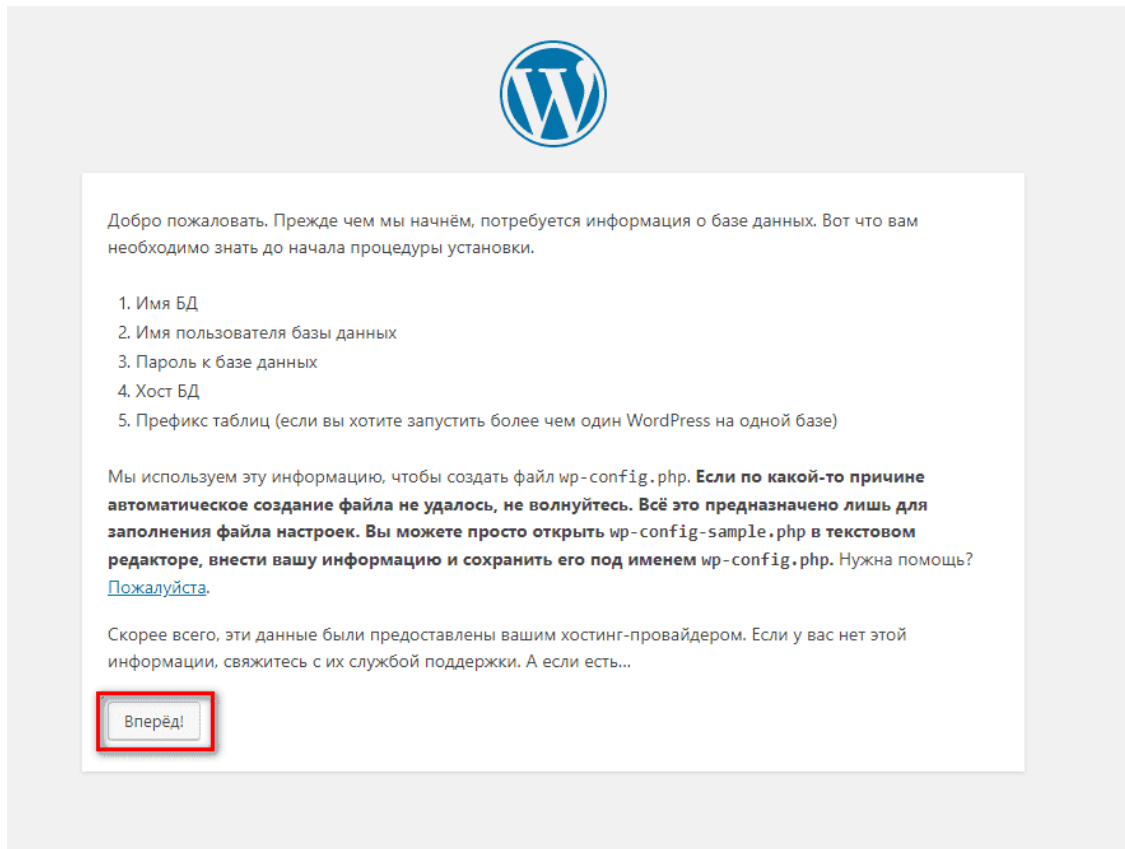 Добро пожаловать. Прежде чем мы начнём, потребуется информация о базе данных. Вот что вам
необходимо знать до начала процедуры установки.
1. Имя БД
2. Имя пользователя базы данных
3. Пароль к базе данных
4. Хост БД
5. Префикс таблиц (если вы хотите запустить более чем один WordPress на одной базе)
Мы используем эту информацию, чтобы создать файл wp-config.php. Если по какой-то причине
автоматическое создание файла не удалось, не волнуйтесь. Всё это предназначено лишь для
заполнения файла настроек. Вы можете просто открыть wp-config-sample.php в текстовом
редакторе, внести вашу информацию и сохранить его под именем wp-config.php. Нужна помощь?
Пожалуйста.
Скорее всего, эти данные были предоставлены вашим хостинг-провайдером. Если у вас нет этой
информации, свяжитесь с их службой поддержки. А если есть...
Вперёд!